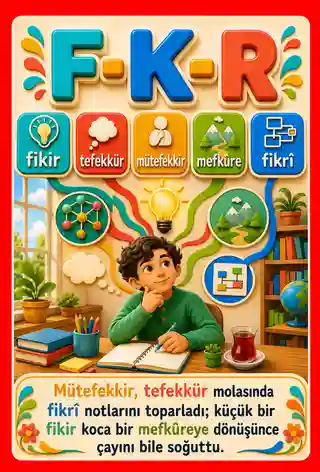 F-K-R
fikir
tefekkür
mütefekkir
mefkûre
fikrî
Mütefekkir, tefekkür molasında
fikrî notlarını toparladı; küçük bir
fikir koca bir mefkûreye dönüşünce
çayını bile soğuttu.